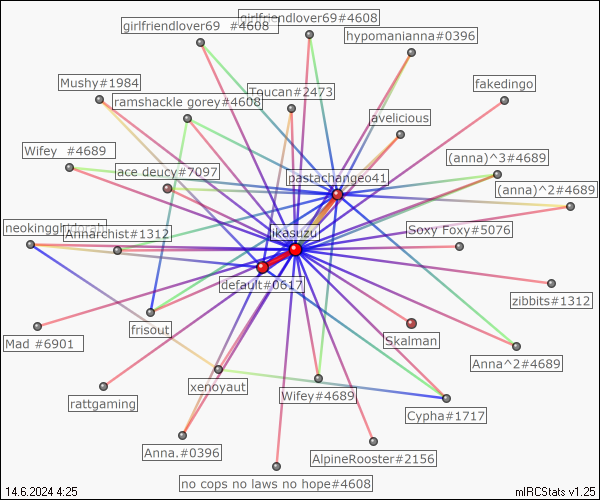 girlfriendlover69 #4608
girlfriendlover69#4608
hypomanianna#0396
Mushy#1984
Toucan#2473
fakedingo
ramshackle gorey#4608
avelicious
Wifey #4689
(anna)^3#4689
ace deucy#7097
pastachangeo41
(anna)^2#4689
neokingghidorah
Annarchist#1312
ikasuzu
Soxy Foxy#5076
default#0617
zibbits#1312
frisout
Mad #6901
Skalman
Anna^2#4689
xenoyaut
rattgaming
Wifey#4689
Cypha#1717
Anna.#0396
AlpineRooster#2156
no cops no laws no hope#4608
14.6.2024 4:25
mIRCStats v1.25